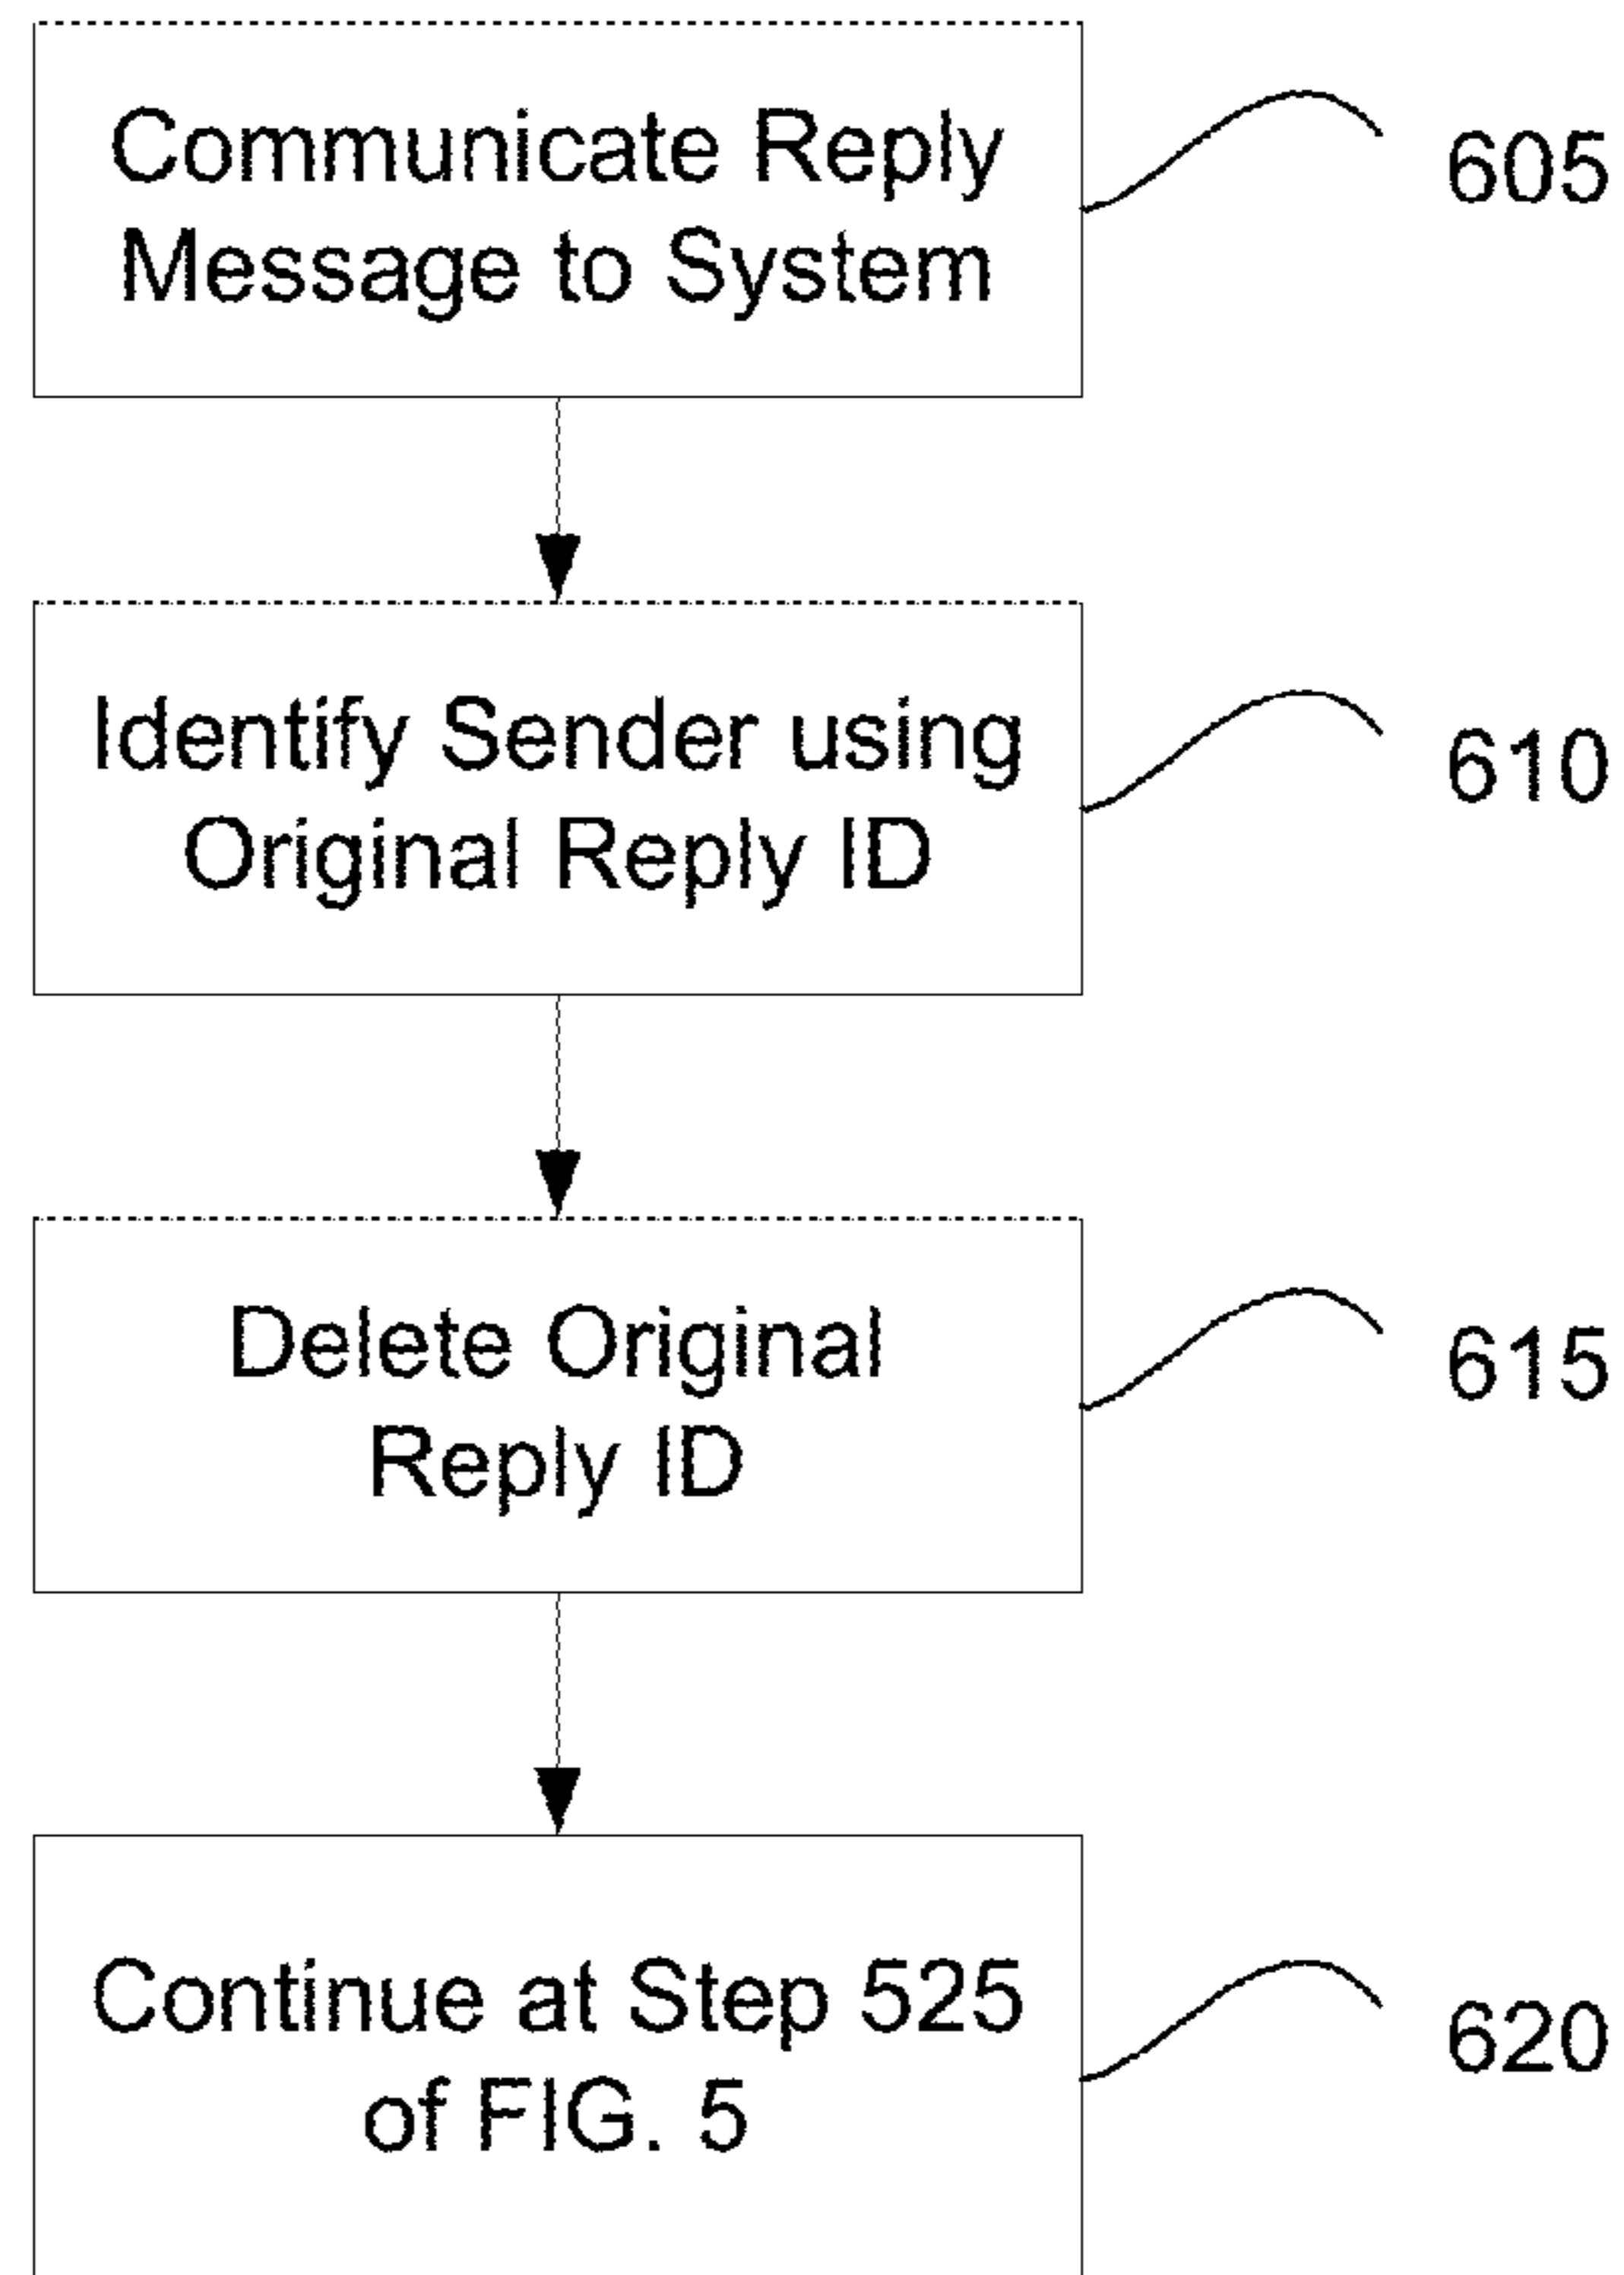 Communicate Reply
Message to System
605
Identify Sender using
Original Reply ID
610
Delete Original
Reply ID
615
Continue at Step 525
of FIG. 5
620